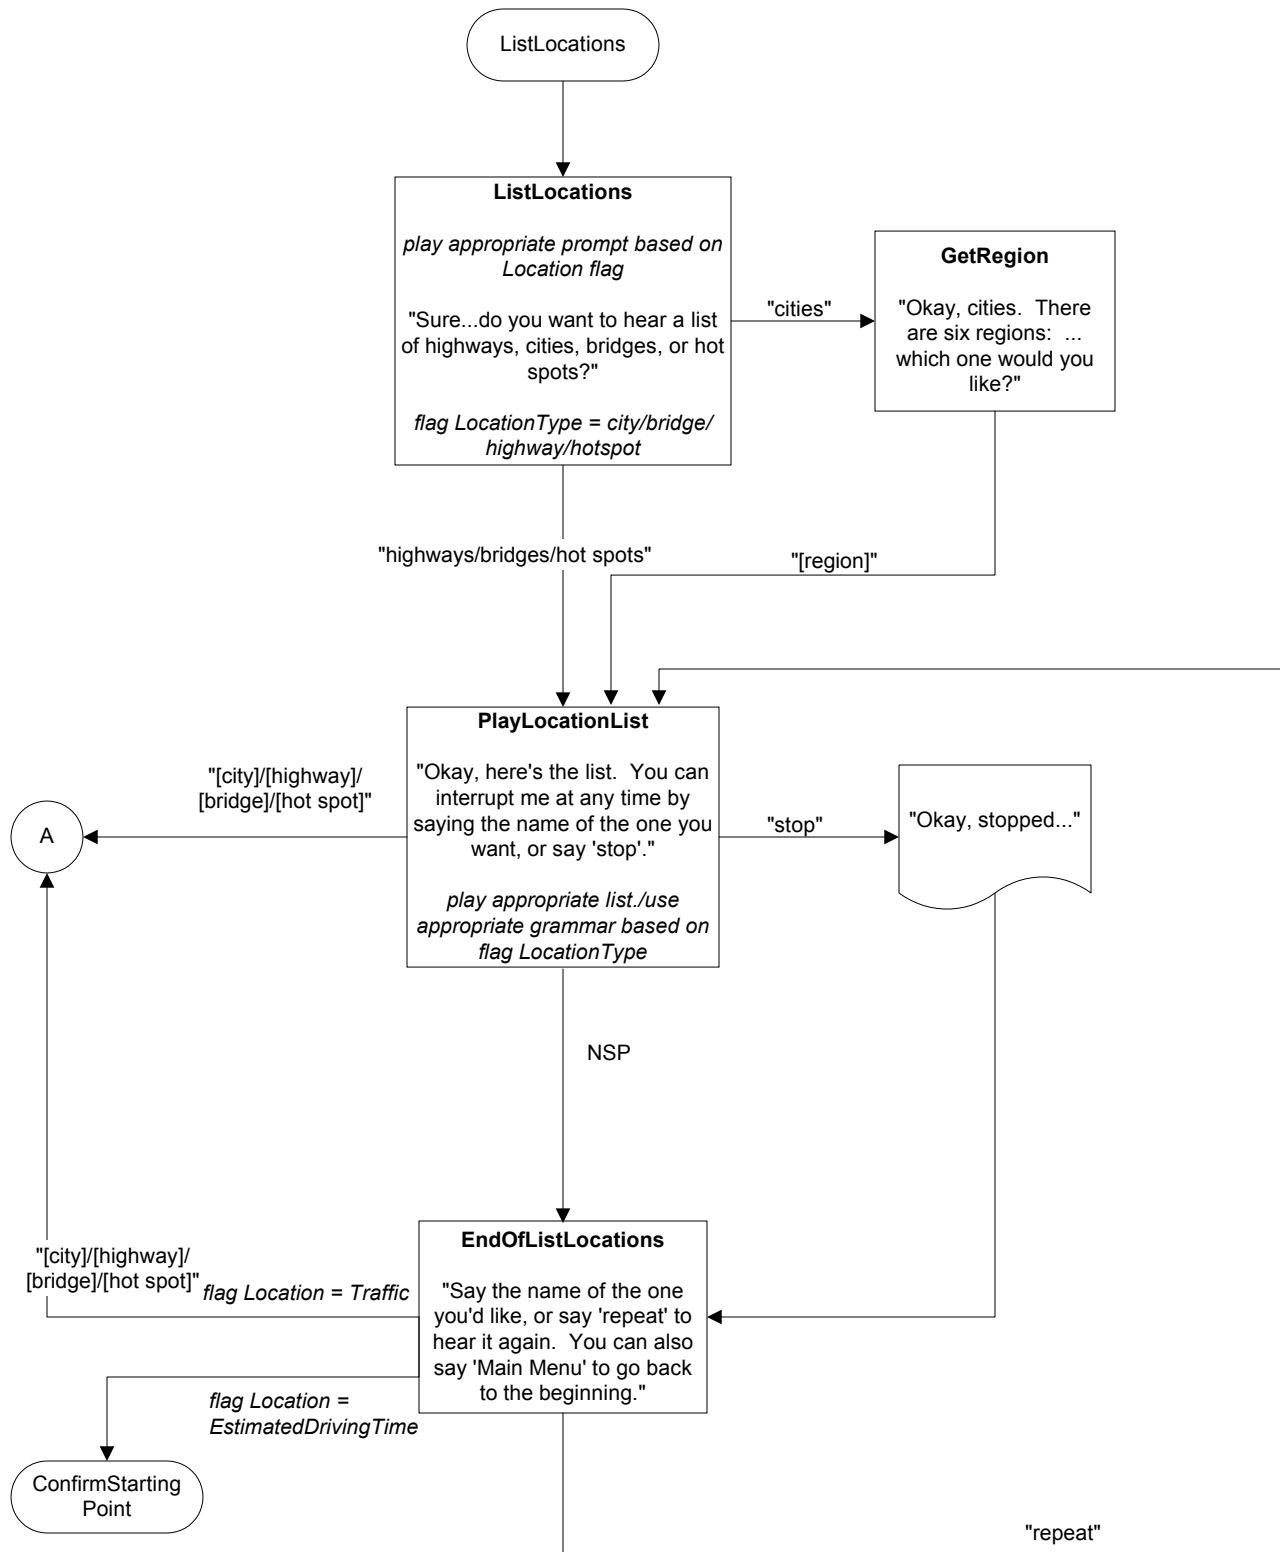 ListLocations
ListLocations
play appropriate prompt based on
Location flag
"Sure...do you want to hear a list
of highways, cities, bridges, or hot
spots?"
flag LocationType = city/bridge/
highway/hotspot
"cities"
GetRegion
"Okay, cities.  There
are six regions:  ...
which one would you
like?"
"highways/bridges/hot spots"
"[region]"
PlayLocationList
"Okay, here's the list.  You can
interrupt me at any time by
saying the name of the one you
want, or say 'stop'."
play appropriate list./use
appropriate grammar based on
flag LocationType
"[city]/[highway]/
[bridge]/[hot spot]"
A
"stop"
"Okay, stopped..."
NSP
EndOfListLocations
"Say the name of the one
you'd like, or say 'repeat' to
hear it again.  You can also
say 'Main Menu' to go back
to the beginning."
"[city]/[highway]/
[bridge]/[hot spot]"
flag Location = Traffic
flag Location =
EstimatedDrivingTime
ConfirmStarting
Point
"repeat"